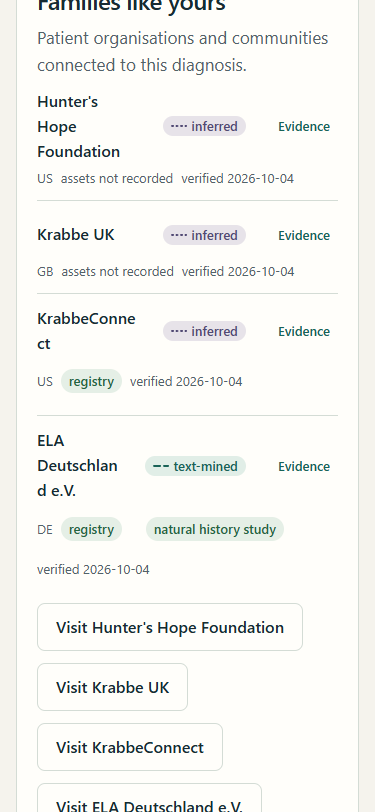 Families like yours
Patient organisations and communities
connected to this diagnosis.
Hunter's
Hope
Foundation
inferred
Evidence
US assets not recorded verified 2026-10-04
Krabbe UK
inferred
Evidence
GB assets not recorded verified 2026-10-04
KrabbeConne
ct
inferred
Evidence
US registry verified 2026-10-04
ELA
Deutschlan
d e.V.
text-mined
Evidence
DE registry natural history study
verified 2026-10-04
Visit Hunter's Hope Foundation
Visit Krabbe UK
Visit KrabbeConnect
Visit ELA Deutschland e.V.